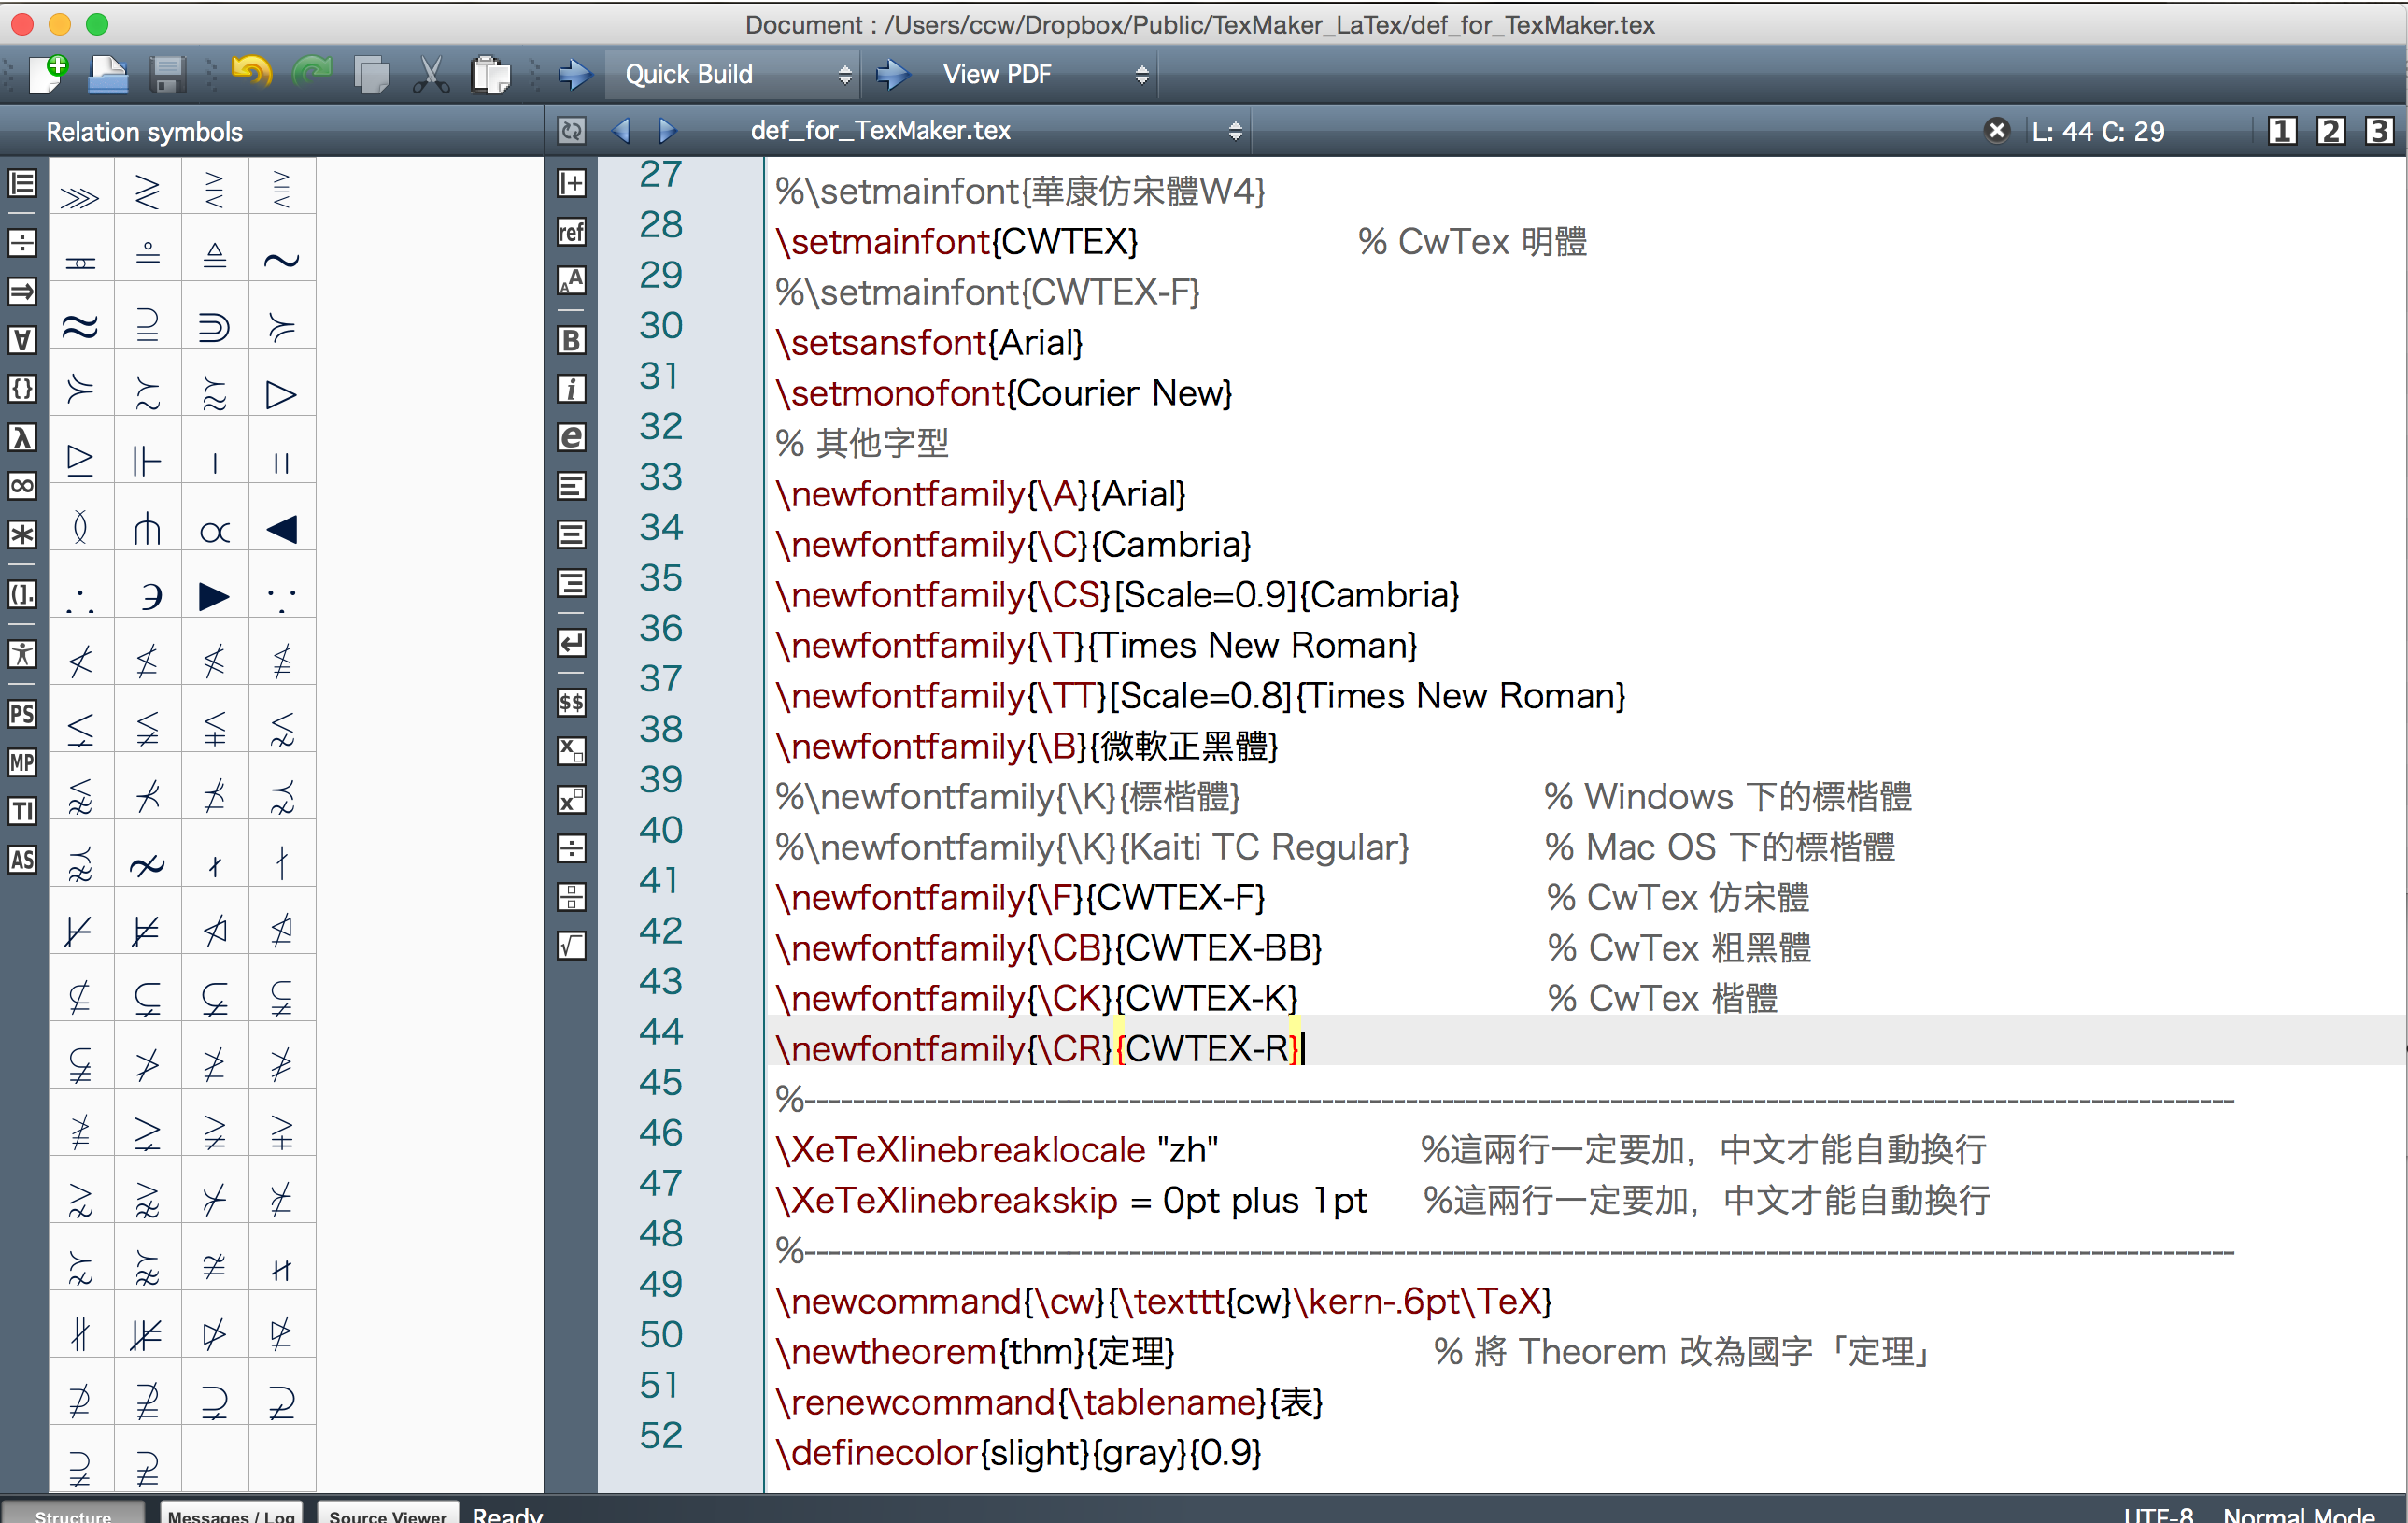 Document : /Users/ccw/Dropbox/Public/TexMaker_LaTex/def_for_TexMaker.tex
Quick Build
View PDF
Relation symbols
def_for_TexMaker.tex
L: 44 C: 29
1 2 3
27 %\setmainfont{華康仿宋體W4}
28 \setmainfont{CWTEX} % CwTex 明體
29 %\setmainfont{CWTEX-F}
30 \setsansfont{Arial}
31 \setmonofont{Courier New}
32 % 其他字型
33 \newfontfamily{\A}{Arial}
34 \newfontfamily{\C}{Cambria}
35 \newfontfamily{\CS}[Scale=0.9]{Cambria}
36 \newfontfamily{\T}{Times New Roman}
37 \newfontfamily{\TT}[Scale=0.8]{Times New Roman}
38 \newfontfamily{\B}{微軟正黑體}
39 %\newfontfamily{\K}{標楷體} % Windows 下的標楷體
40 %\newfontfamily{\K}{Kaiti TC Regular} % Mac OS 下的標楷體
41 \newfontfamily{\F}{CWTEX-F} % CwTex 仿宋體
42 \newfontfamily{\CB}{CWTEX-BB} % CwTex 粗黑體
43 \newfontfamily{\CK}{CWTEX-K} % CwTex 楷體
44 \newfontfamily{\CR}{CWTEX-R}
45 %------------------------------------------------------------
46 \XeTeXlinebreaklocale "zh" %這兩行一定要加，中文才能自動換行
47 \XeTeXlinebreakskip = 0pt plus 1pt %這兩行一定要加，中文才能自動換行
48 %------------------------------------------------------------
49 \newcommand{\cw}{\texttt{cw}\kern-.6pt\TeX}
50 \newtheorem{thm}{定理} % 將 Theorem 改為國字「定理」
51 \renewcommand{\tablename}{表}
52 \definecolor{slight}{gray}{0.9}
PS
MP
TI
AS
ref
Structure
Messages / Log
Source Viewer
Ready
UTF-8
Normal Mode